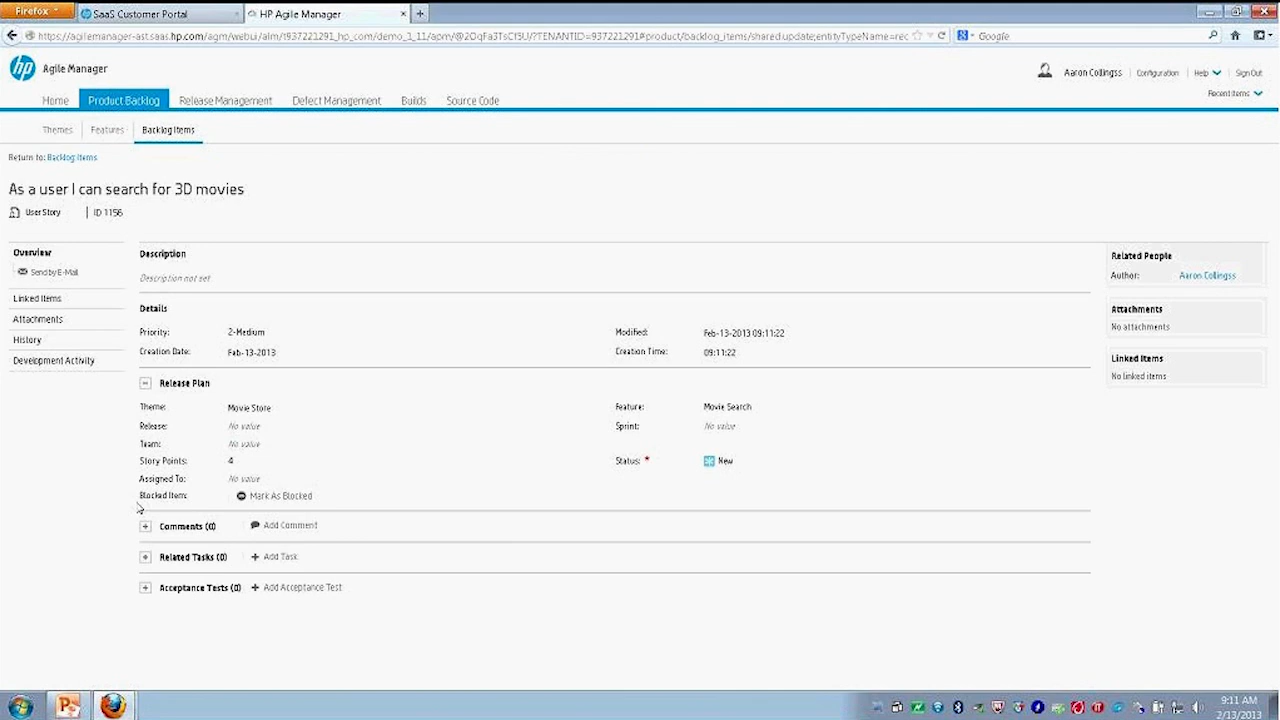 Firefox
SaaS Customer Portal
HP Agile Manager
Google
hp
Agile Manager
Aaron Collingss
Configuration
Help
Sign Out
Recent Items
Home
Product Backlog
Release Management
Defect Management
Builds
Source Code
Themes
Features
Backlog Items
Return to: Backlog Items
As a user I can search for 3D movies
User Story | ID 1156
Overview
Send by E-Mail
Linked Items
Attachments
History
Development Activity
Description
Description not set
Details
Priority: 2-Medium
Modified: Feb-13-2013 09:11:22
Creation Date: Feb-13-2013
Creation Time: 09:11:22
Release Plan
Theme: Movie Store
Feature: Movie Search
Release: No value
Sprint: No value
Team: No value
Story Points: 4
Status: * New
Assigned To: No value
Blocked Item: Mark As Blocked
Comments (0) Add Comment
Related Tasks (0) + Add Task
Acceptance Tests (0) + Add Acceptance Test
Related People
Author: Aaron Collingss
Attachments
No attachments
Linked Items
No linked items
9:11 AM
2/13/2013